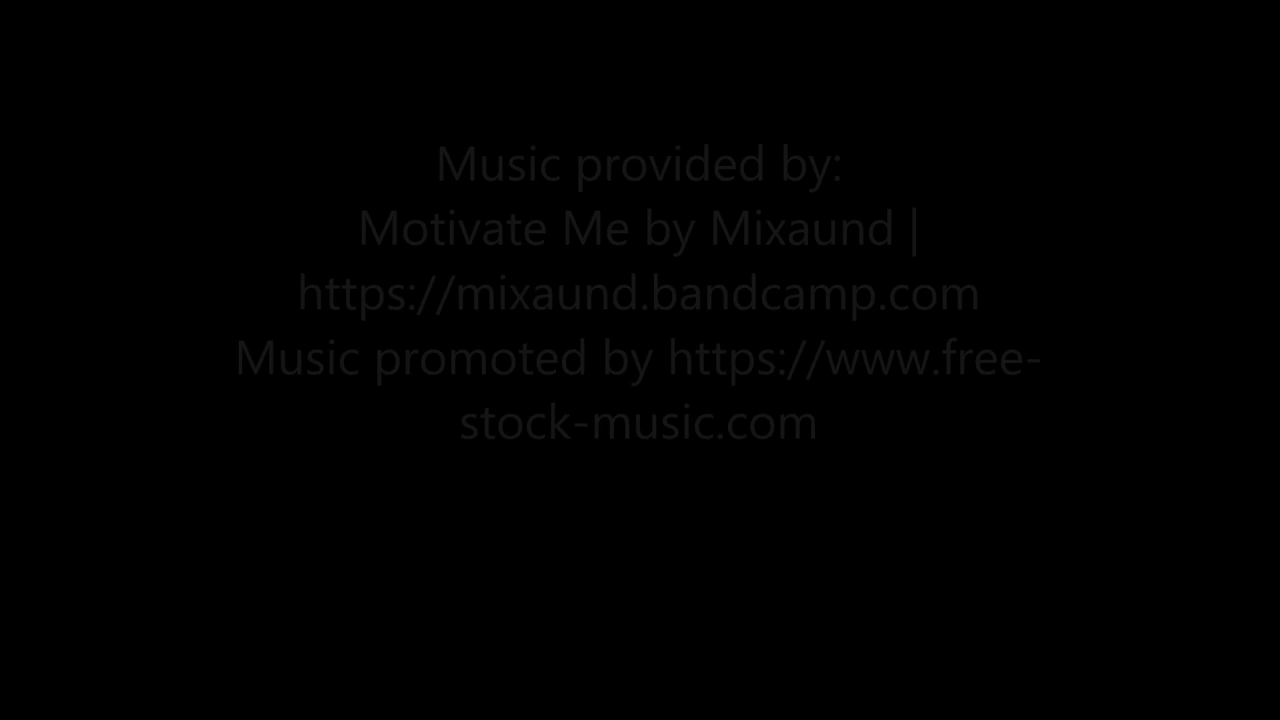 Music provided by:
Motivate Me by Mixaund |
https://mixaund.bandcamp.com
Music promoted by https://www.free-
stock-music.com